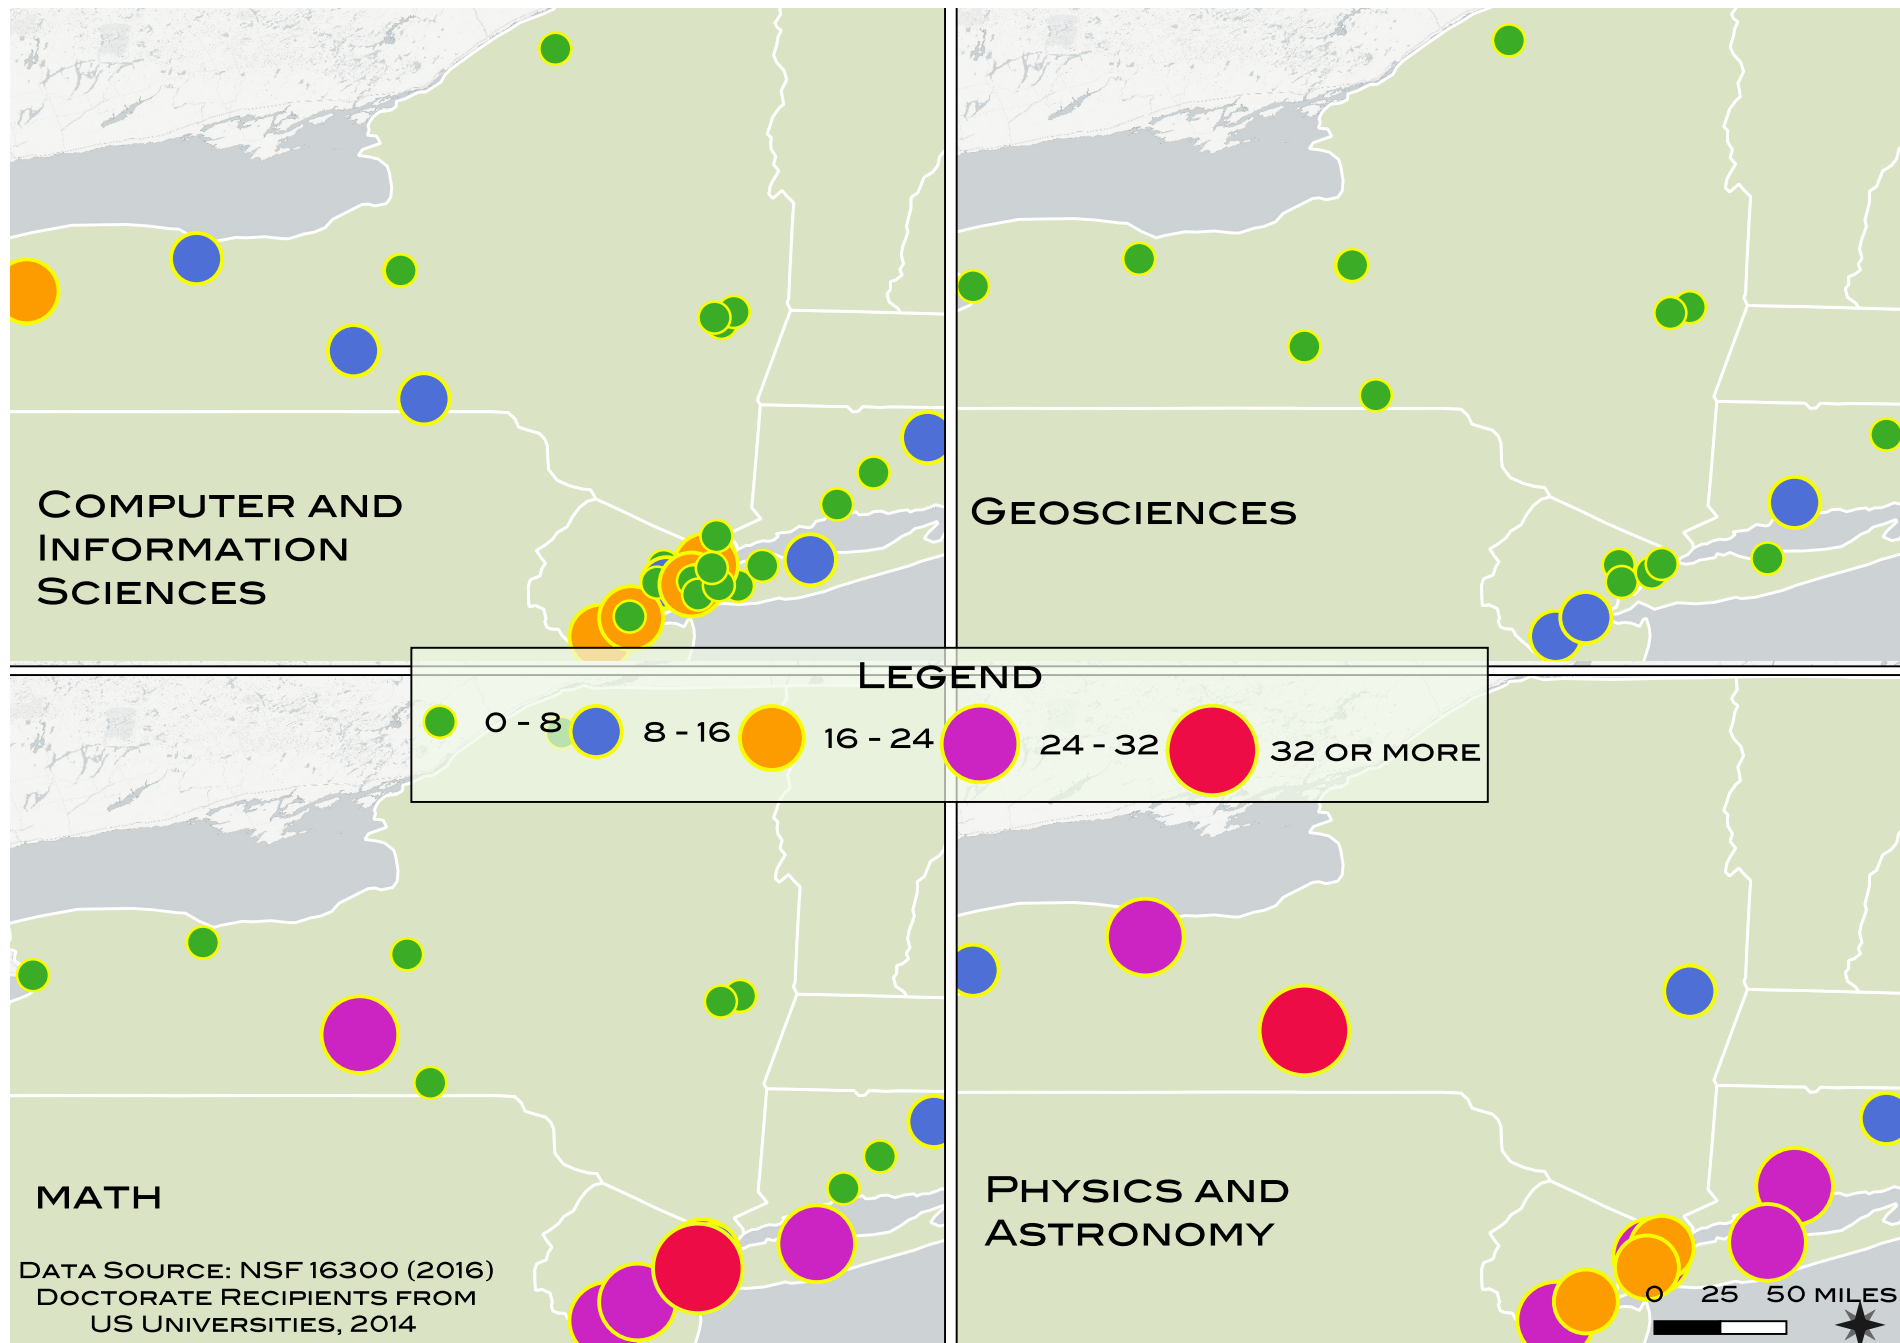 COMPUTER AND
INFORMATION
SCIENCES
GEOSCIENCES
LEGEND
0 - 8
8 - 16
16 - 24
24 - 32
32 OR MORE
MATH
PHYSICS AND
ASTRONOMY
DATA SOURCE: NSF 16300 (2016)
DOCTORATE RECIPIENTS FROM
US UNIVERSITIES, 2014
0 25 50 MILES